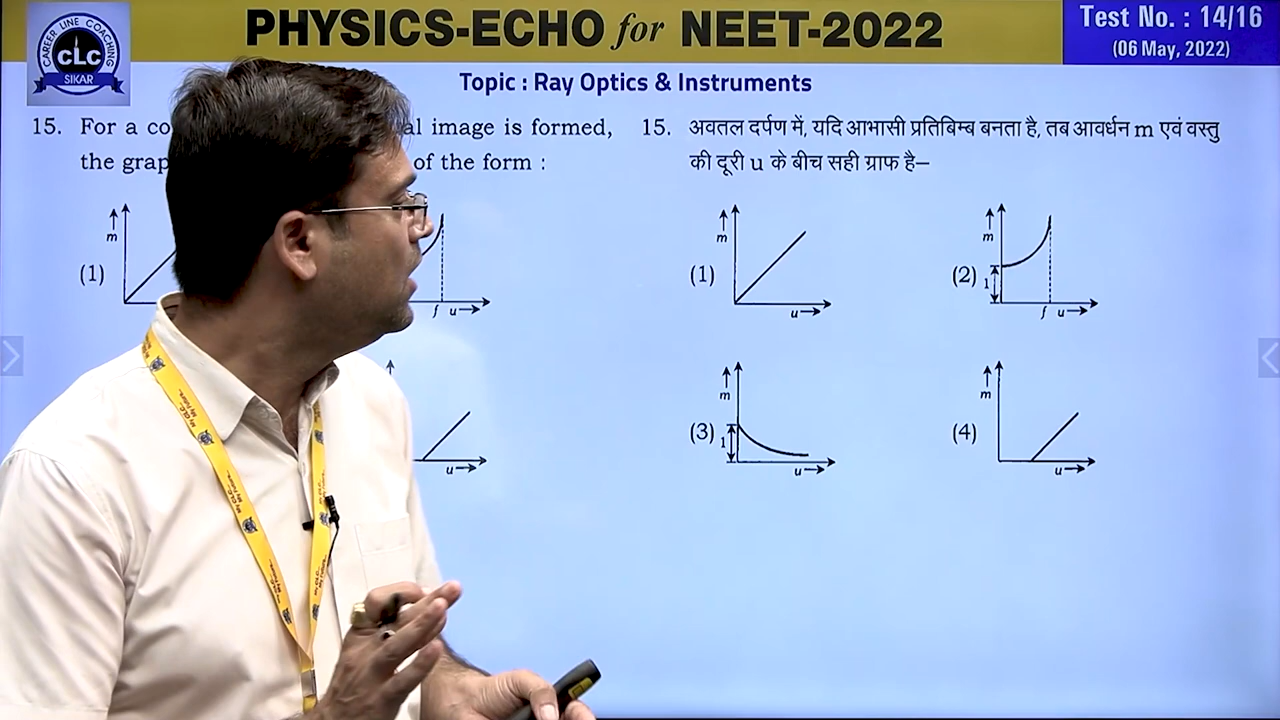 PHYSICS-ECHO for NEET-2022
Test No. : 14/16
(06 May, 2022)
CAREER LINE COACHING
CLC
SIKAR
Topic : Ray Optics & Instruments
15. For a co al image is formed,
the grap of the form :
(1)
m
f u
u
15. अवतल दर्पण में, यदि आभासी प्रतिबिम्ब बनता है, तब आवर्धन m एवं वस्तु
की दूरी u के बीच सही ग्राफ है–
(1)
m
u
(2)
m
1
f u
(3)
m
1
u
(4)
m
u